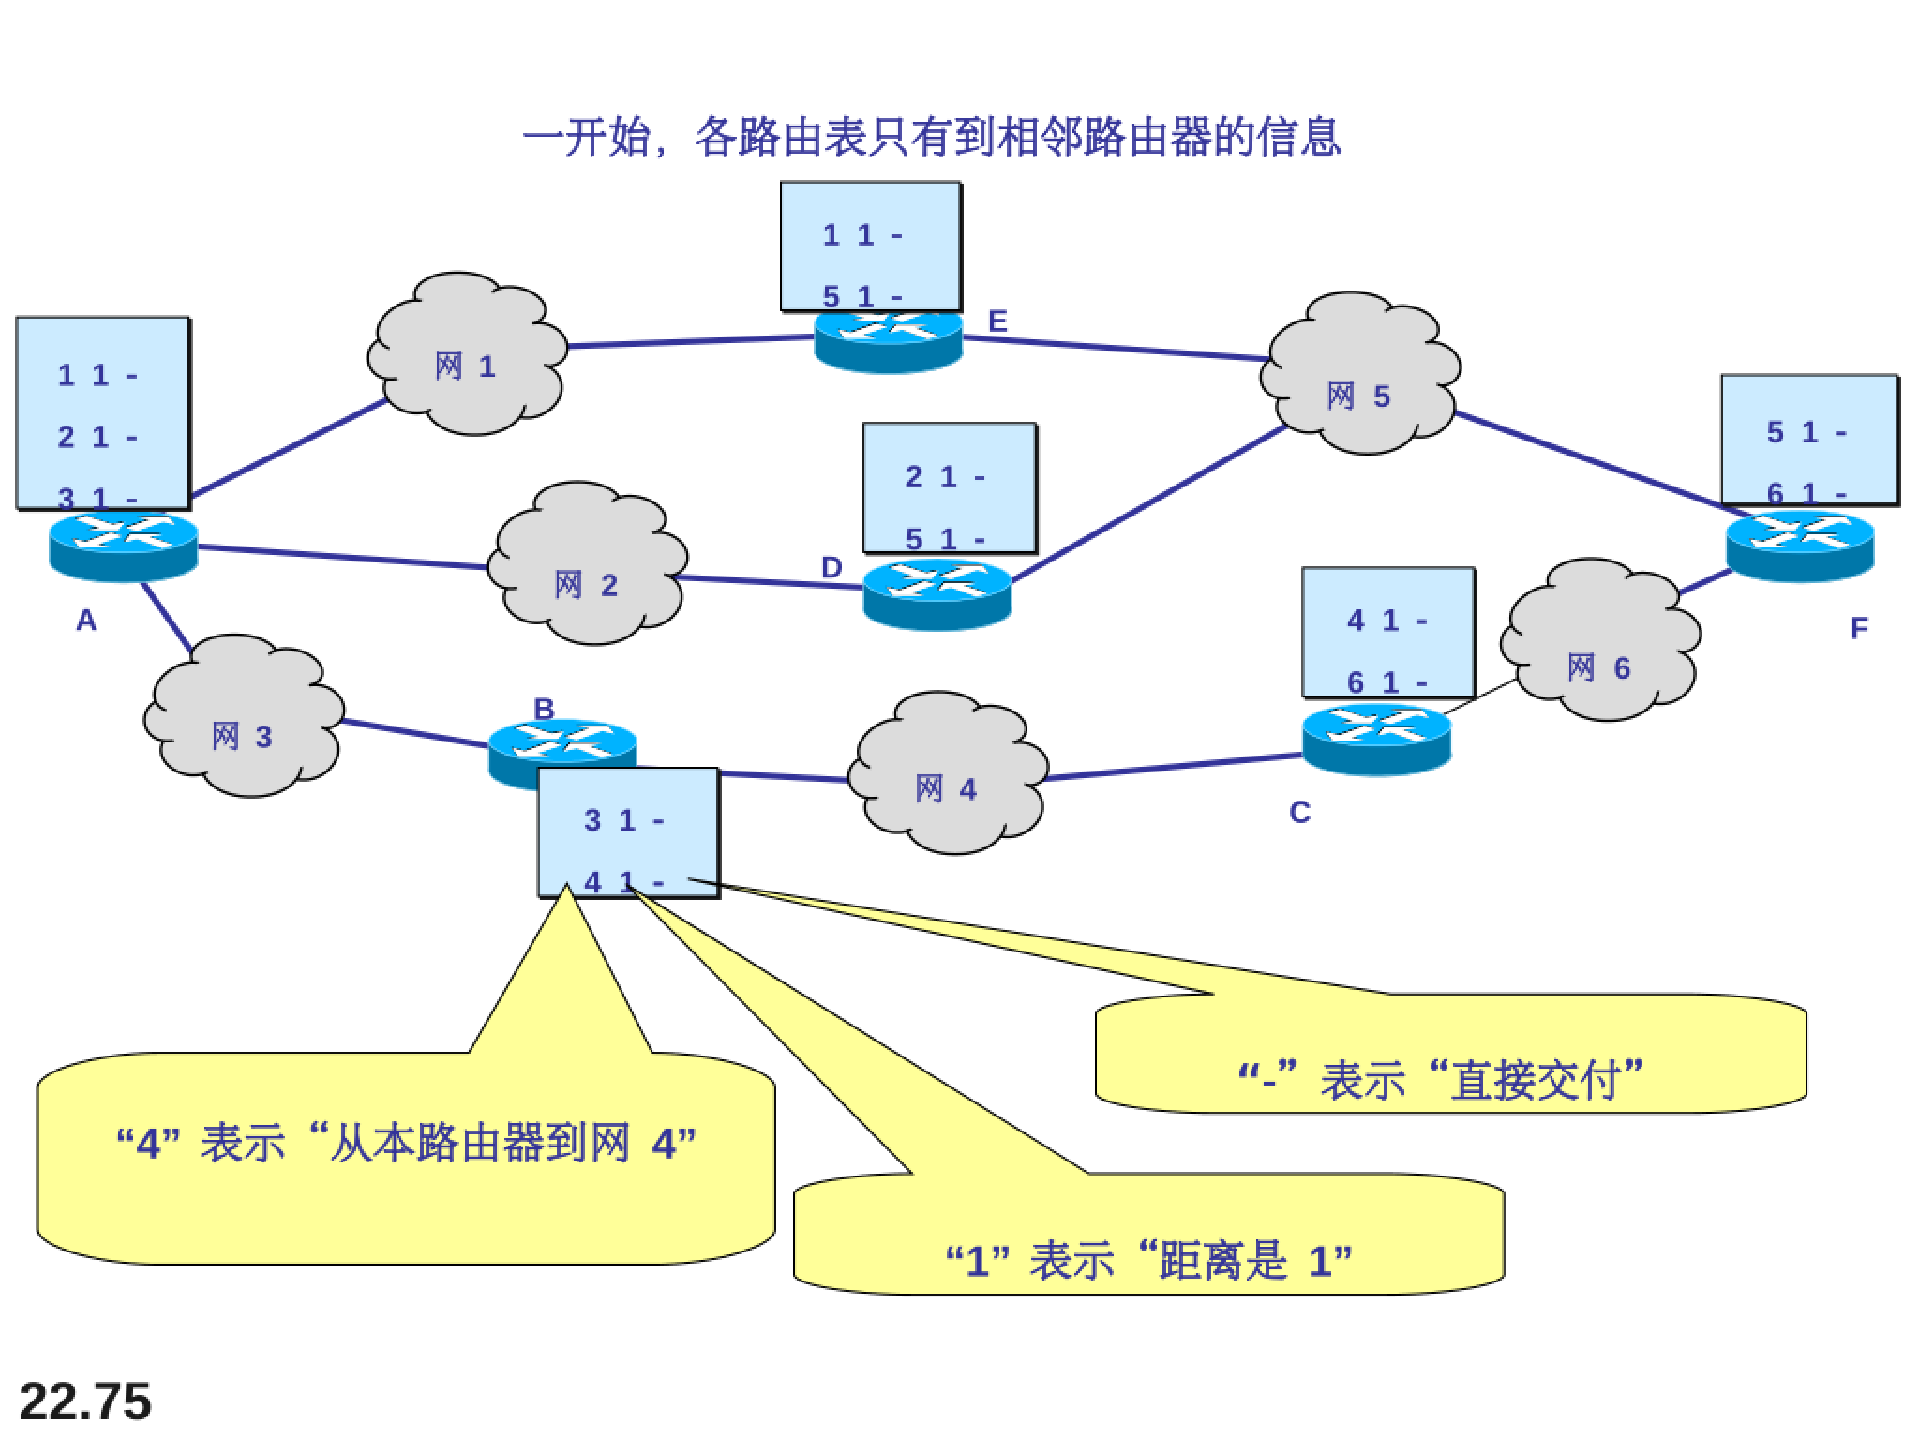 一开始，各路由表只有到相邻路由器的信息
1 1 -
5 1 -
E
网 1
网 5
1 1 -
2 1 -
3 1 -
5 1 -
6 1 -
2 1 -
5 1 -
D
网 2
A
F
4 1 -
6 1 -
网 6
网 3
B
网 4
C
3 1 -
4 1 -
“-” 表示“直接交付”
“4” 表示“从本路由器到网 4”
“1” 表示“距离是 1”
22.75